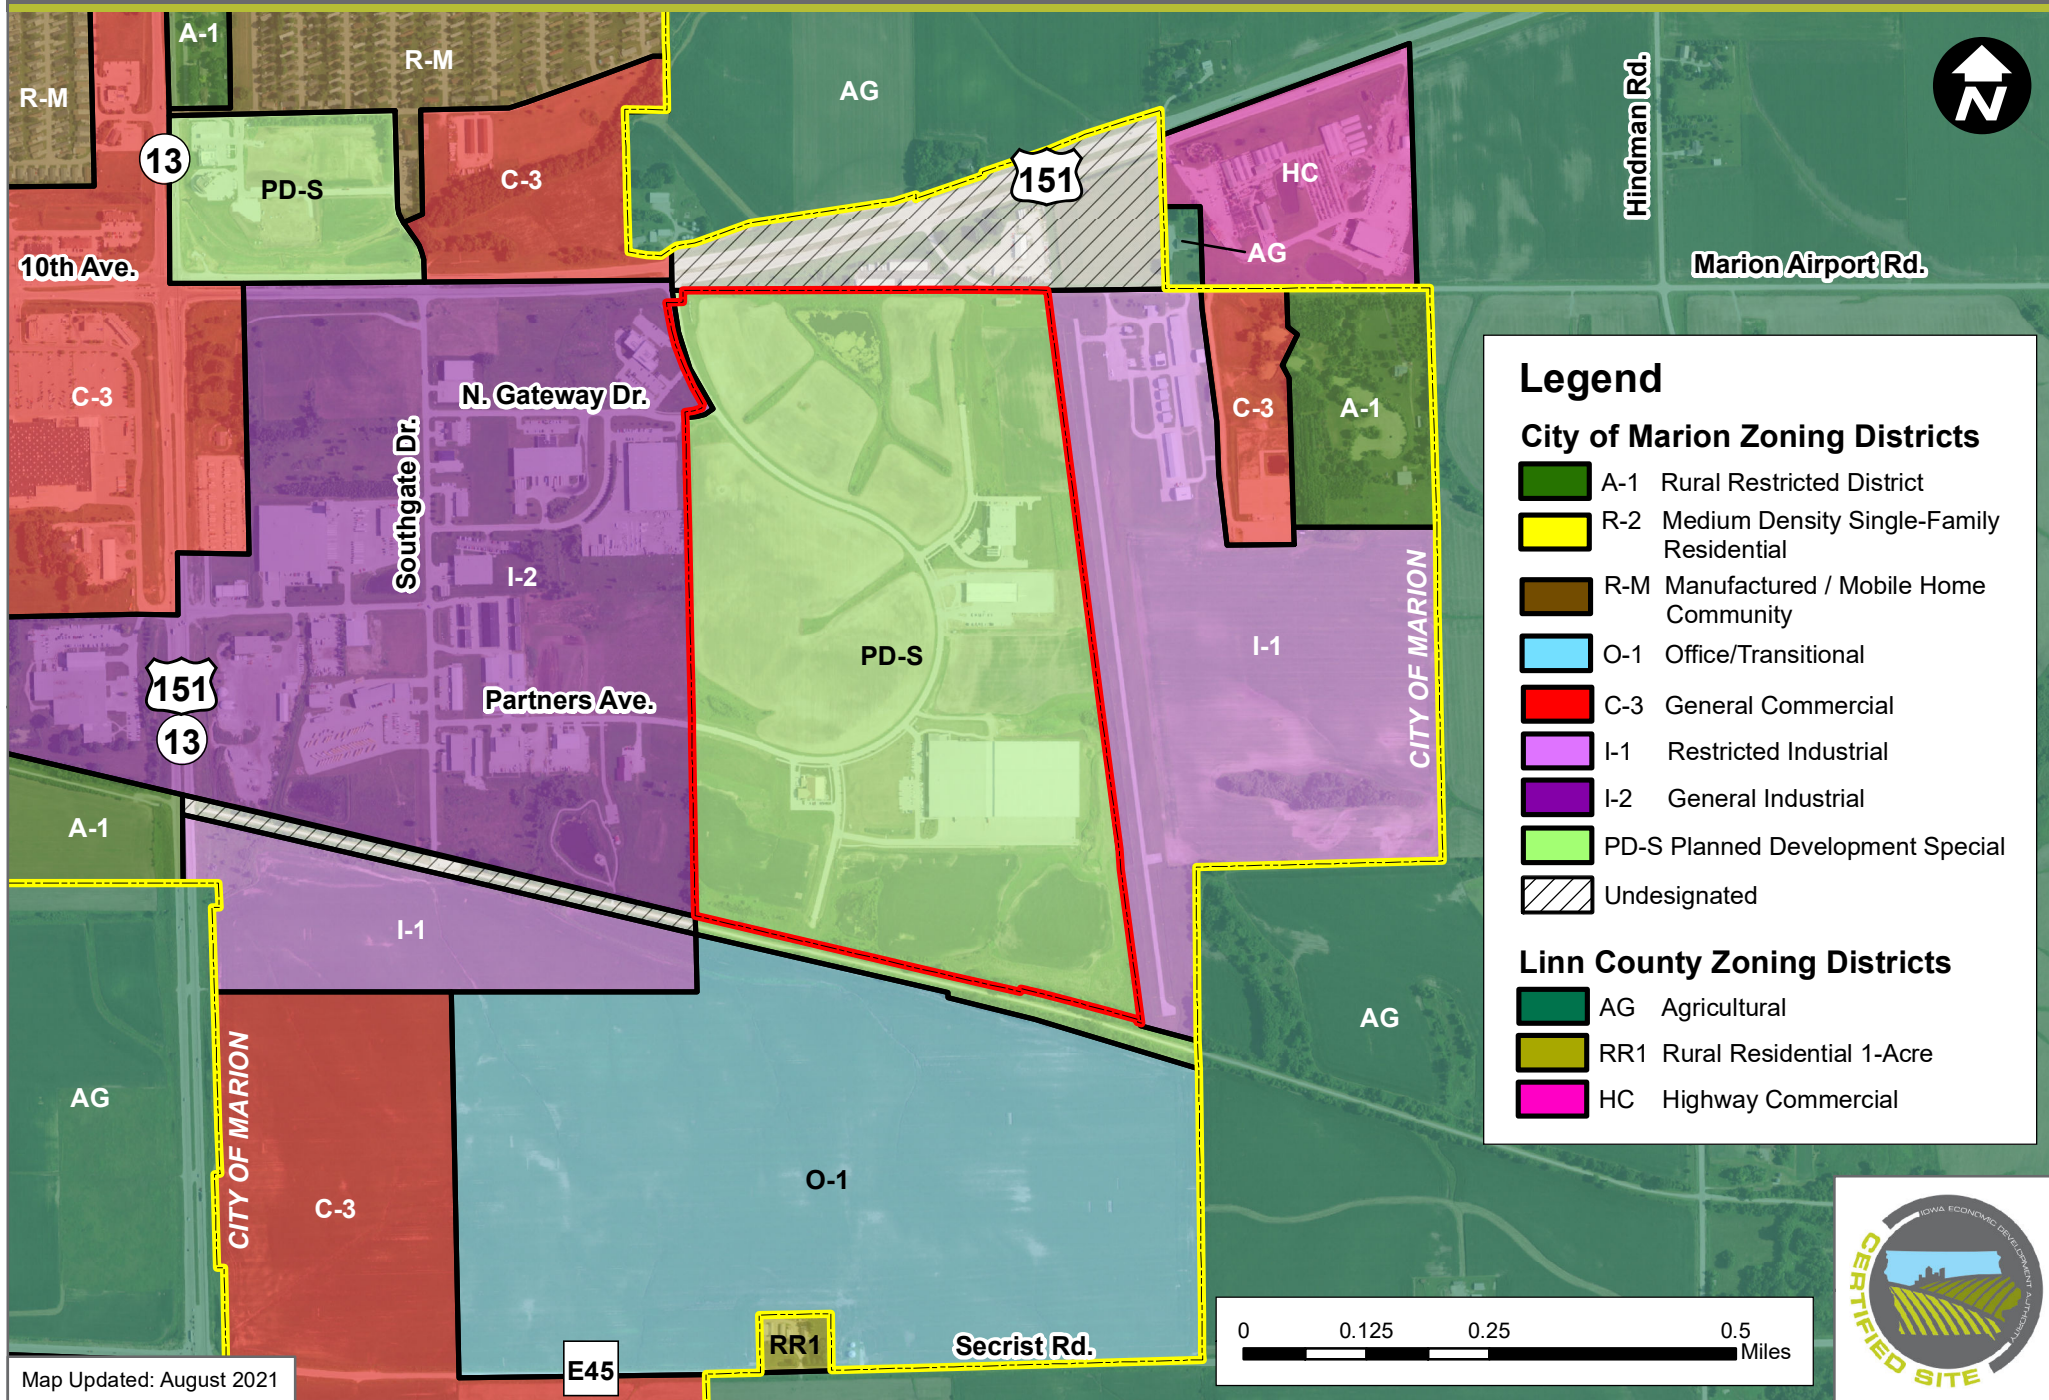 A-1
R-M
R-M
AG
Hindman Rd.
N
13
PD-S
C-3
151
HC
10th Ave.
AG
Marion Airport Rd.
C-3
N. Gateway Dr.
Southgate Dr.
C-3
A-1
I-2
PD-S
I-1
CITY OF MARION
151
13
Partners Ave.
A-1
I-1
AG
AG
CITY OF MARION
C-3
O-1
RR1
Secrist Rd.
E45
Legend
City of Marion Zoning Districts
A-1 Rural Restricted District
R-2 Medium Density Single-Family
Residential
R-M Manufactured / Mobile Home
Community
O-1 Office/Transitional
C-3 General Commercial
I-1 Restricted Industrial
I-2 General Industrial
PD-S Planned Development Special
Undesignated
Linn County Zoning Districts
AG Agricultural
RR1 Rural Residential 1-Acre
HC Highway Commercial
0 0.125 0.25 0.5
Miles
IOWA ECONOMIC DEVELOPMENT AUTHORITY
CERTIFIED SITE
Map Updated: August 2021